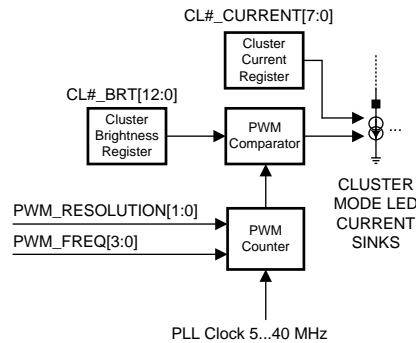 CL#_CURRENT[7:0]
Cluster
Current
Register
CL#_BRT[12:0]
Cluster
Brightness
Register
PWM
Comparator
...
CLUSTER
MODE LED
CURRENT
SINKS
PWM_RESOLUTION[1:0]
PWM_FREQ[3:0]
PWM
Counter
PLL Clock 5...40 MHz